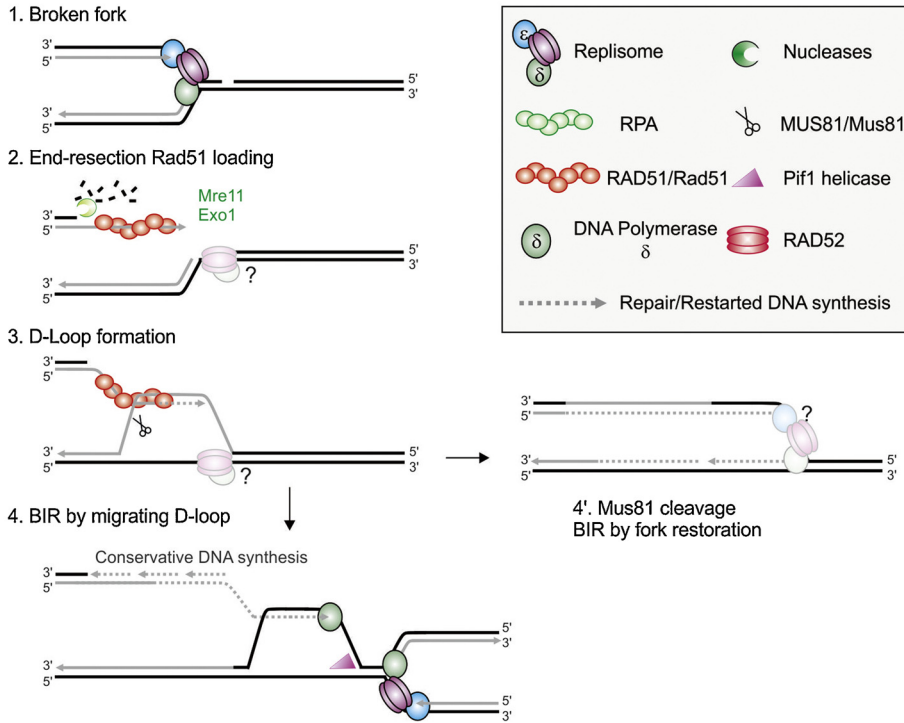 1. Broken fork
3'
5'
3'
5'
5'
3'
2. End-resection Rad51 loading
Mre11
Exo1
3'
5'
3'
5'
?
5'
3'
3. D-Loop formation
3'
5'
3'
5'
?
5'
3'
4. BIR by migrating D-loop
Conservative DNA synthesis
3'
5'
3'
5'
5'
3'
5'
3'
ε
δ
Replisome
Nucleases
RPA
MUS81/Mus81
RAD51/Rad51
Pif1 helicase
δ
DNA Polymerase
δ
RAD52
Repair/Restarted DNA synthesis
3'
5'
?
3'
5'
5'
3'
4'. Mus81 cleavage
BIR by fork restoration